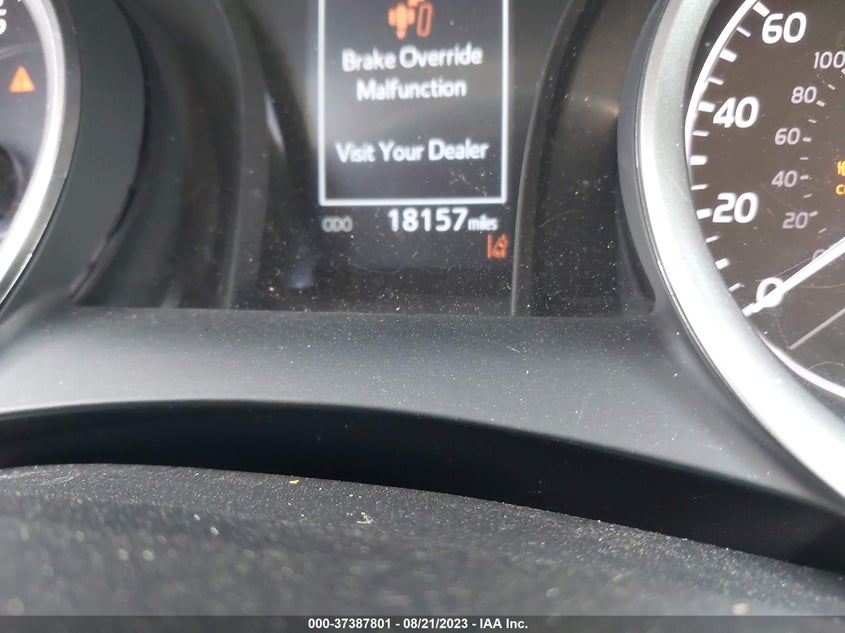 Brake Override
Malfunction
Visit Your Dealer
ODO 18157 miles
60
40
20
0
100
80
60
40
20
000-37387801 — 08/21/2023 — IAA Inc.